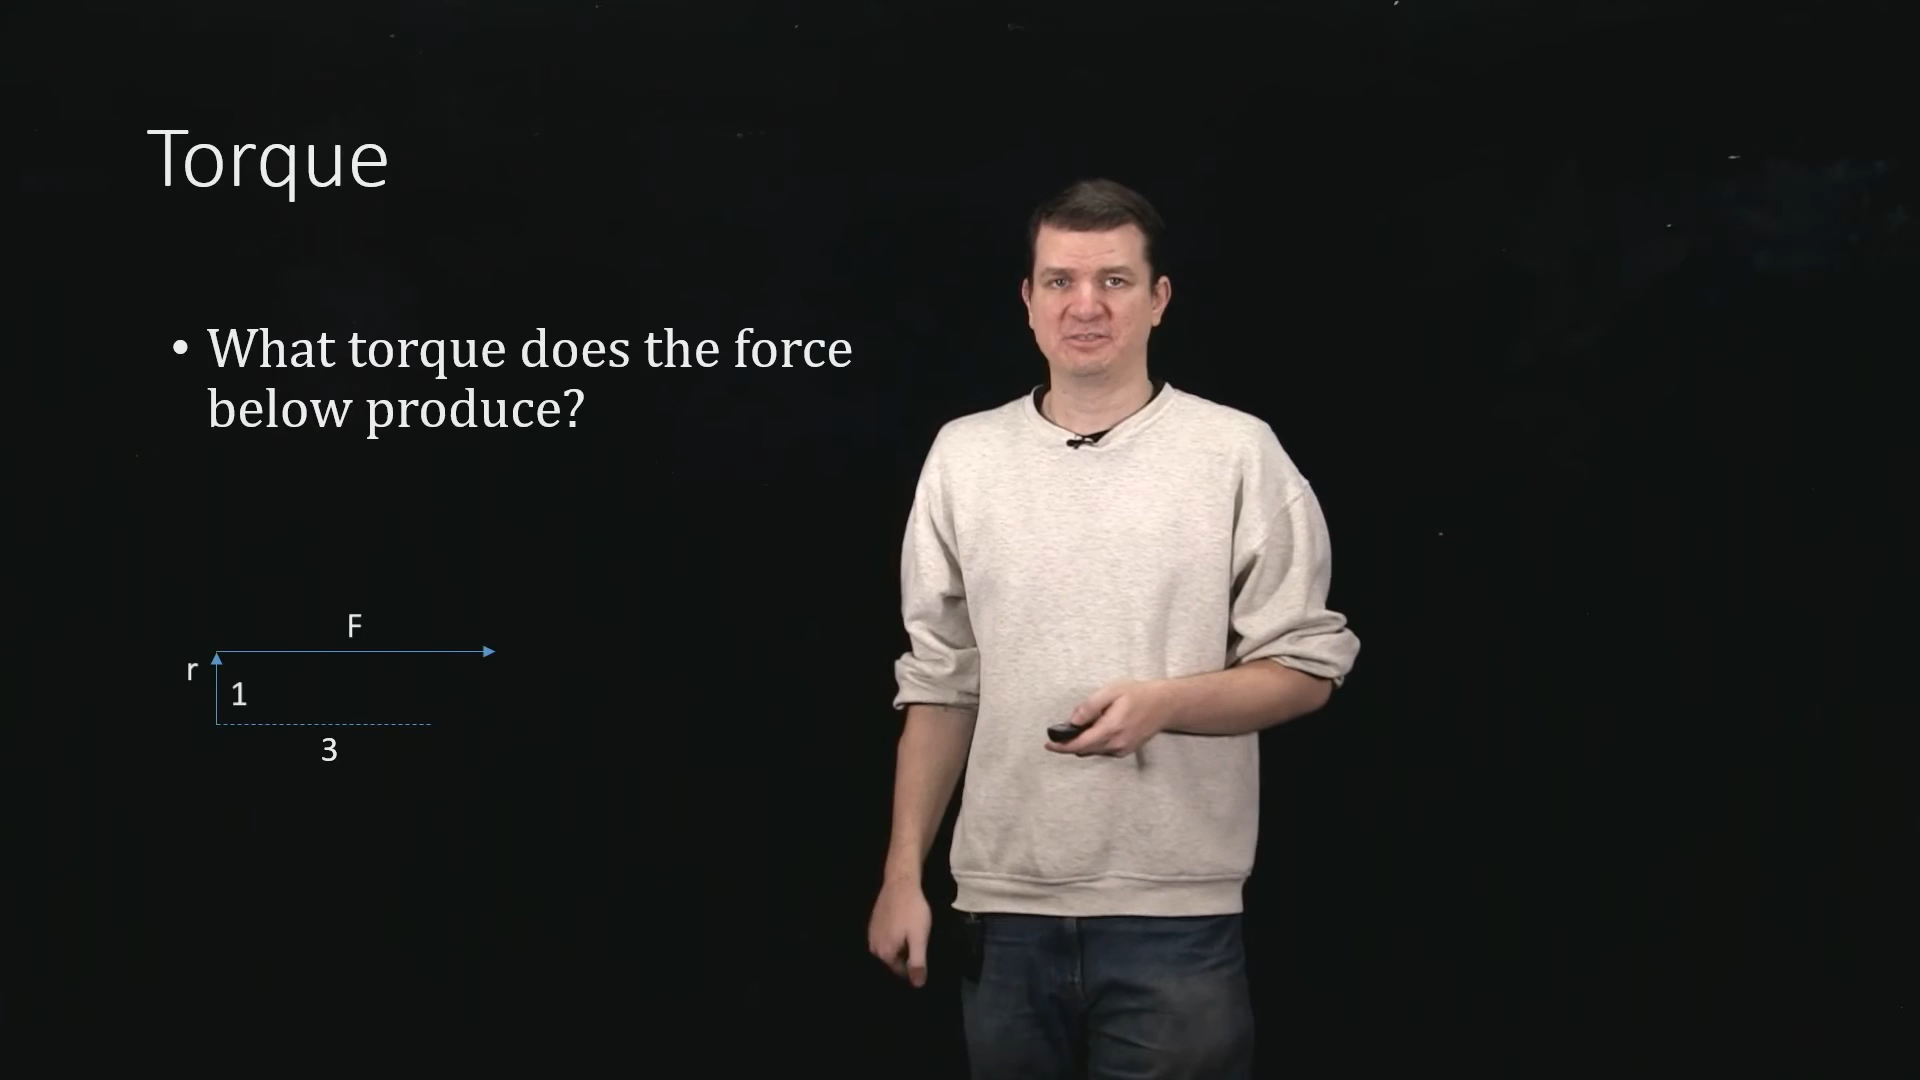 Torque
• What torque does the force
below produce?
F
r
1
3